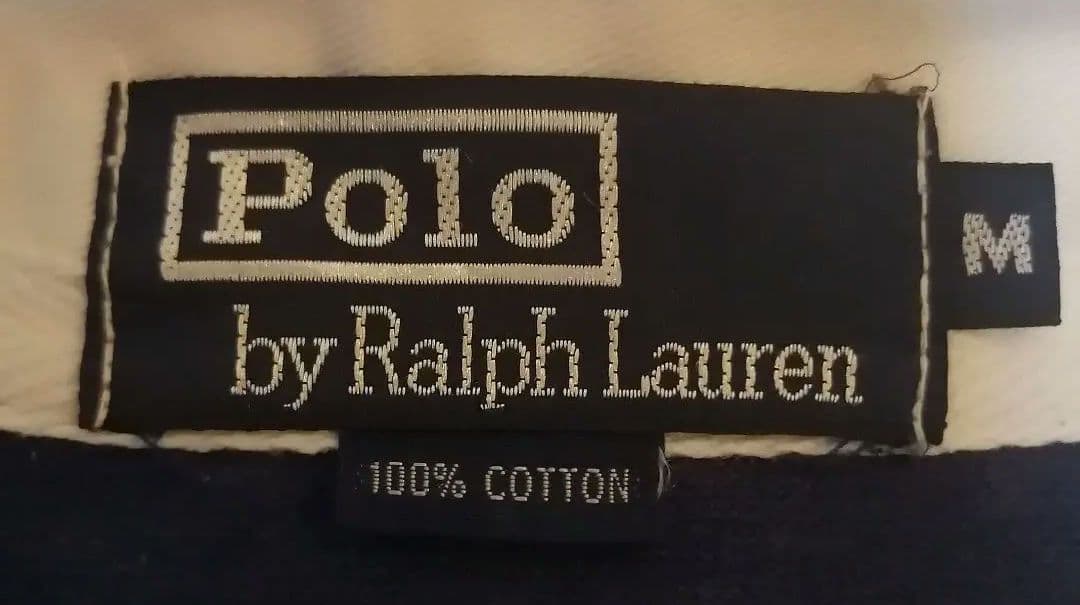 Polo
by Ralph Lauren
M
100% COTTON